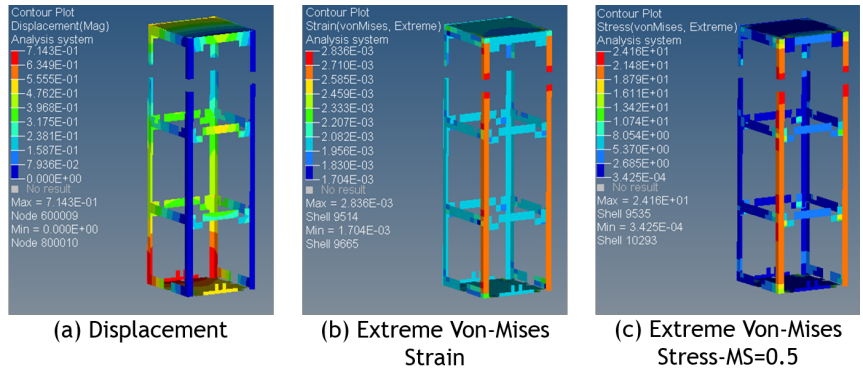 Contour Plot
Displacement(Mag)
Analysis system
7.143E-01
6.349E-01
5.555E-01
4.762E-01
3.968E-01
3.175E-01
2.381E-01
1.587E-01
7.936E-02
0.000E+00
No result
Max = 7.143E-01
Node 600009
Min = 0.000E+00
Node 800010
(a) Displacement
Contour Plot
Strain(vonMises, Extreme)
Analysis system
2.836E-03
2.710E-03
2.585E-03
2.459E-03
2.333E-03
2.207E-03
2.082E-03
1.956E-03
1.830E-03
1.704E-03
No result
Max = 2.836E-03
Shell 9514
Min = 1.704E-03
Shell 9665
(b) Extreme Von-Mises
Strain
Contour Plot
Stress(vonMises, Extreme)
Analysis system
2.416E+01
2.148E+01
1.879E+01
1.611E+01
1.342E+01
1.074E+01
8.054E+00
5.370E+00
2.685E+00
3.425E-04
No result
Max = 2.416E+01
Shell 9535
Min = 3.425E-04
Shell 10293
(c) Extreme Von-Mises
Stress-MS=0.5